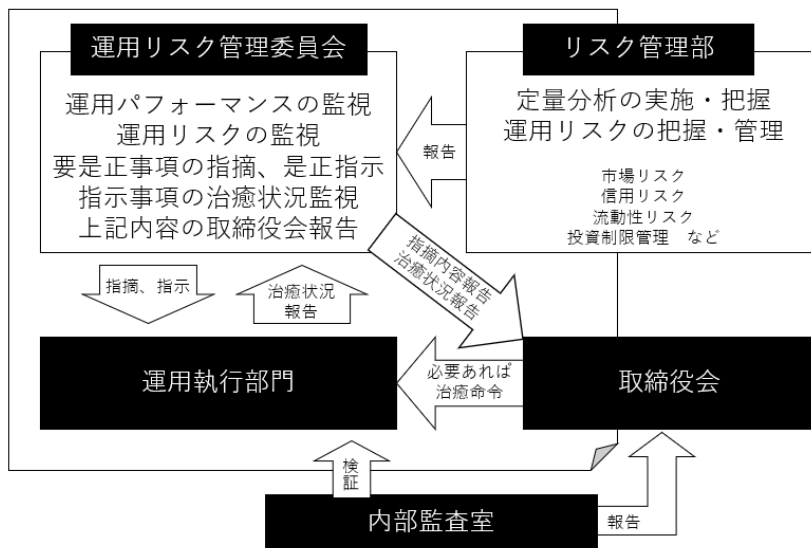 運用リスク管理委員会
運用パフォーマンスの監視
運用リスクの監視
要是正事項の指摘、是正指示
指示事項の治癒状況監視
上記内容の取締役会報告
報告
リスク管理部
定量分析の実施・把握
運用リスクの把握・管理
市場リスク
信用リスク
流動性リスク
投資制限管理　など
指摘、指示
治癒状況
報告
指摘内容報告
治癒状況報告
運用執行部門
必要あれば
治癒命令
取締役会
検証
内部監査室
報告